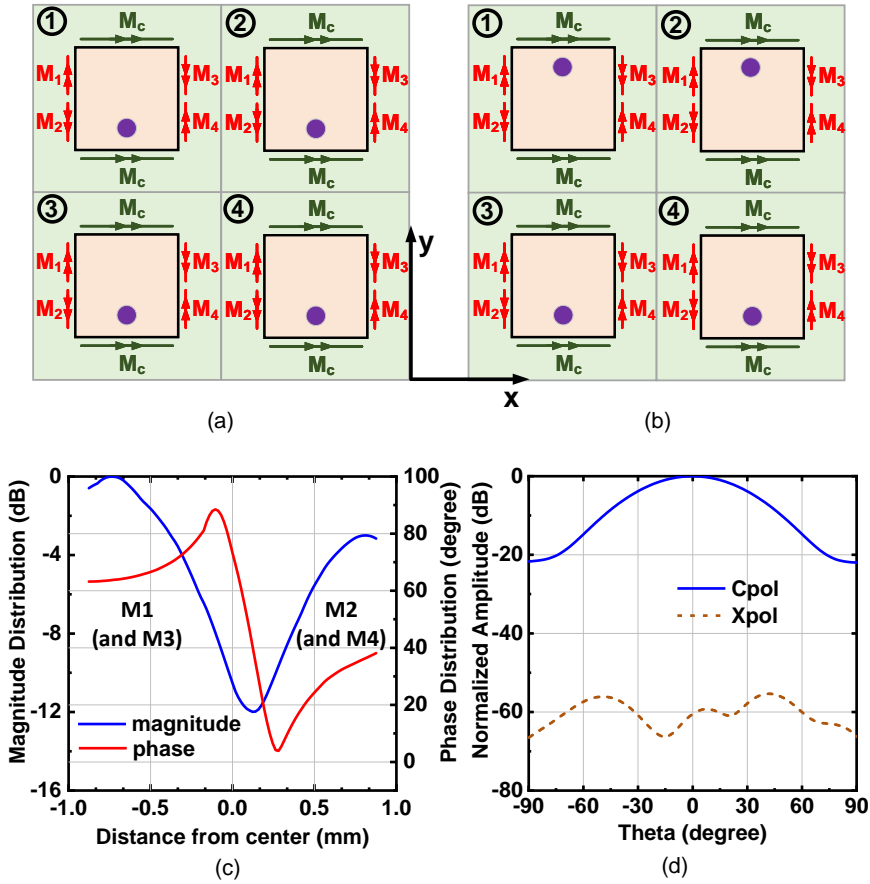 ① M_c ② M_c
M_1 M_3 M_1 M_3
M_2 M_4 M_2 M_4
M_c M_c
③ M_c ④ M_c
M_1 M_3 M_1 M_3
M_2 M_4 M_2 M_4
M_c M_c
y
x
(a)
① M_c ② M_c
M_1 M_3 M_1 M_3
M_2 M_4 M_2 M_4
M_c M_c
③ M_c ④ M_c
M_1 M_3 M_1 M_3
M_2 M_4 M_2 M_4
M_c M_c
(b)
Magnitude Distribution (dB)
0
-4
-8
-12
-16
M1
(and M3)
M2
(and M4)
magnitude
phase
100
80
60
40
20
0
Phase Distribution (degree)
-1.0 -0.5 0.0 0.5 1.0
Distance from center (mm)
(c)
Normalized Amplitude (dB)
0
-20
-40
-60
-80
Cpol
Xpol
-90 -60 -30 0 30 60 90
Theta (degree)
(d)